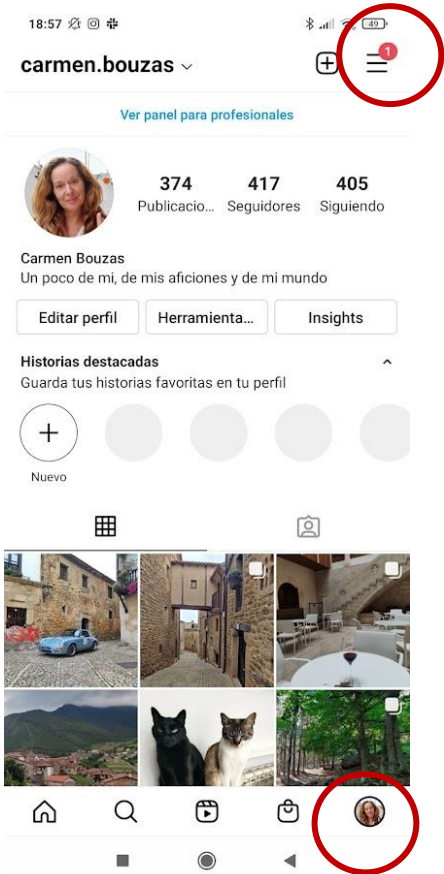 18:57
49
carmen.bouzas
1
Ver panel para profesionales
374 417 405
Publicacio... Seguidores Siguiendo
Carmen Bouzas
Un poco de mi, de mis aficiones y de mi mundo
Editar perfil Herramienta... Insights
Historias destacadas
Guarda tus historias favoritas en tu perfil
Nuevo